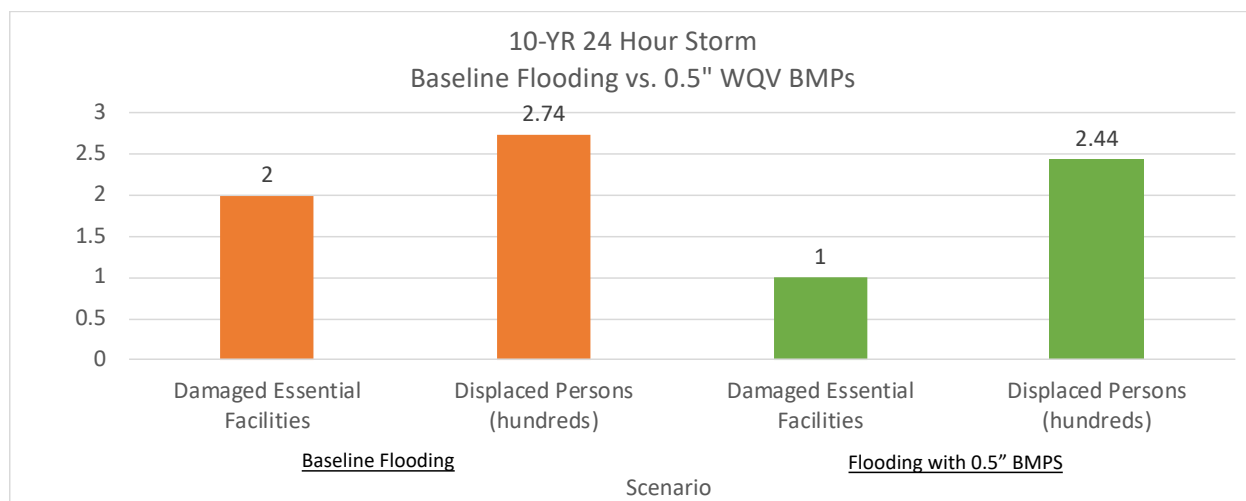 10-YR 24 Hour Storm
Baseline Flooding vs. 0.5" WQV BMPs
3
2.5
2
1.5
1
0.5
0
2
2.74
1
2.44
Damaged Essential
Facilities
Displaced Persons
(hundreds)
Damaged Essential
Facilities
Displaced Persons
(hundreds)
Baseline Flooding
Flooding with 0.5” BMPS
Scenario